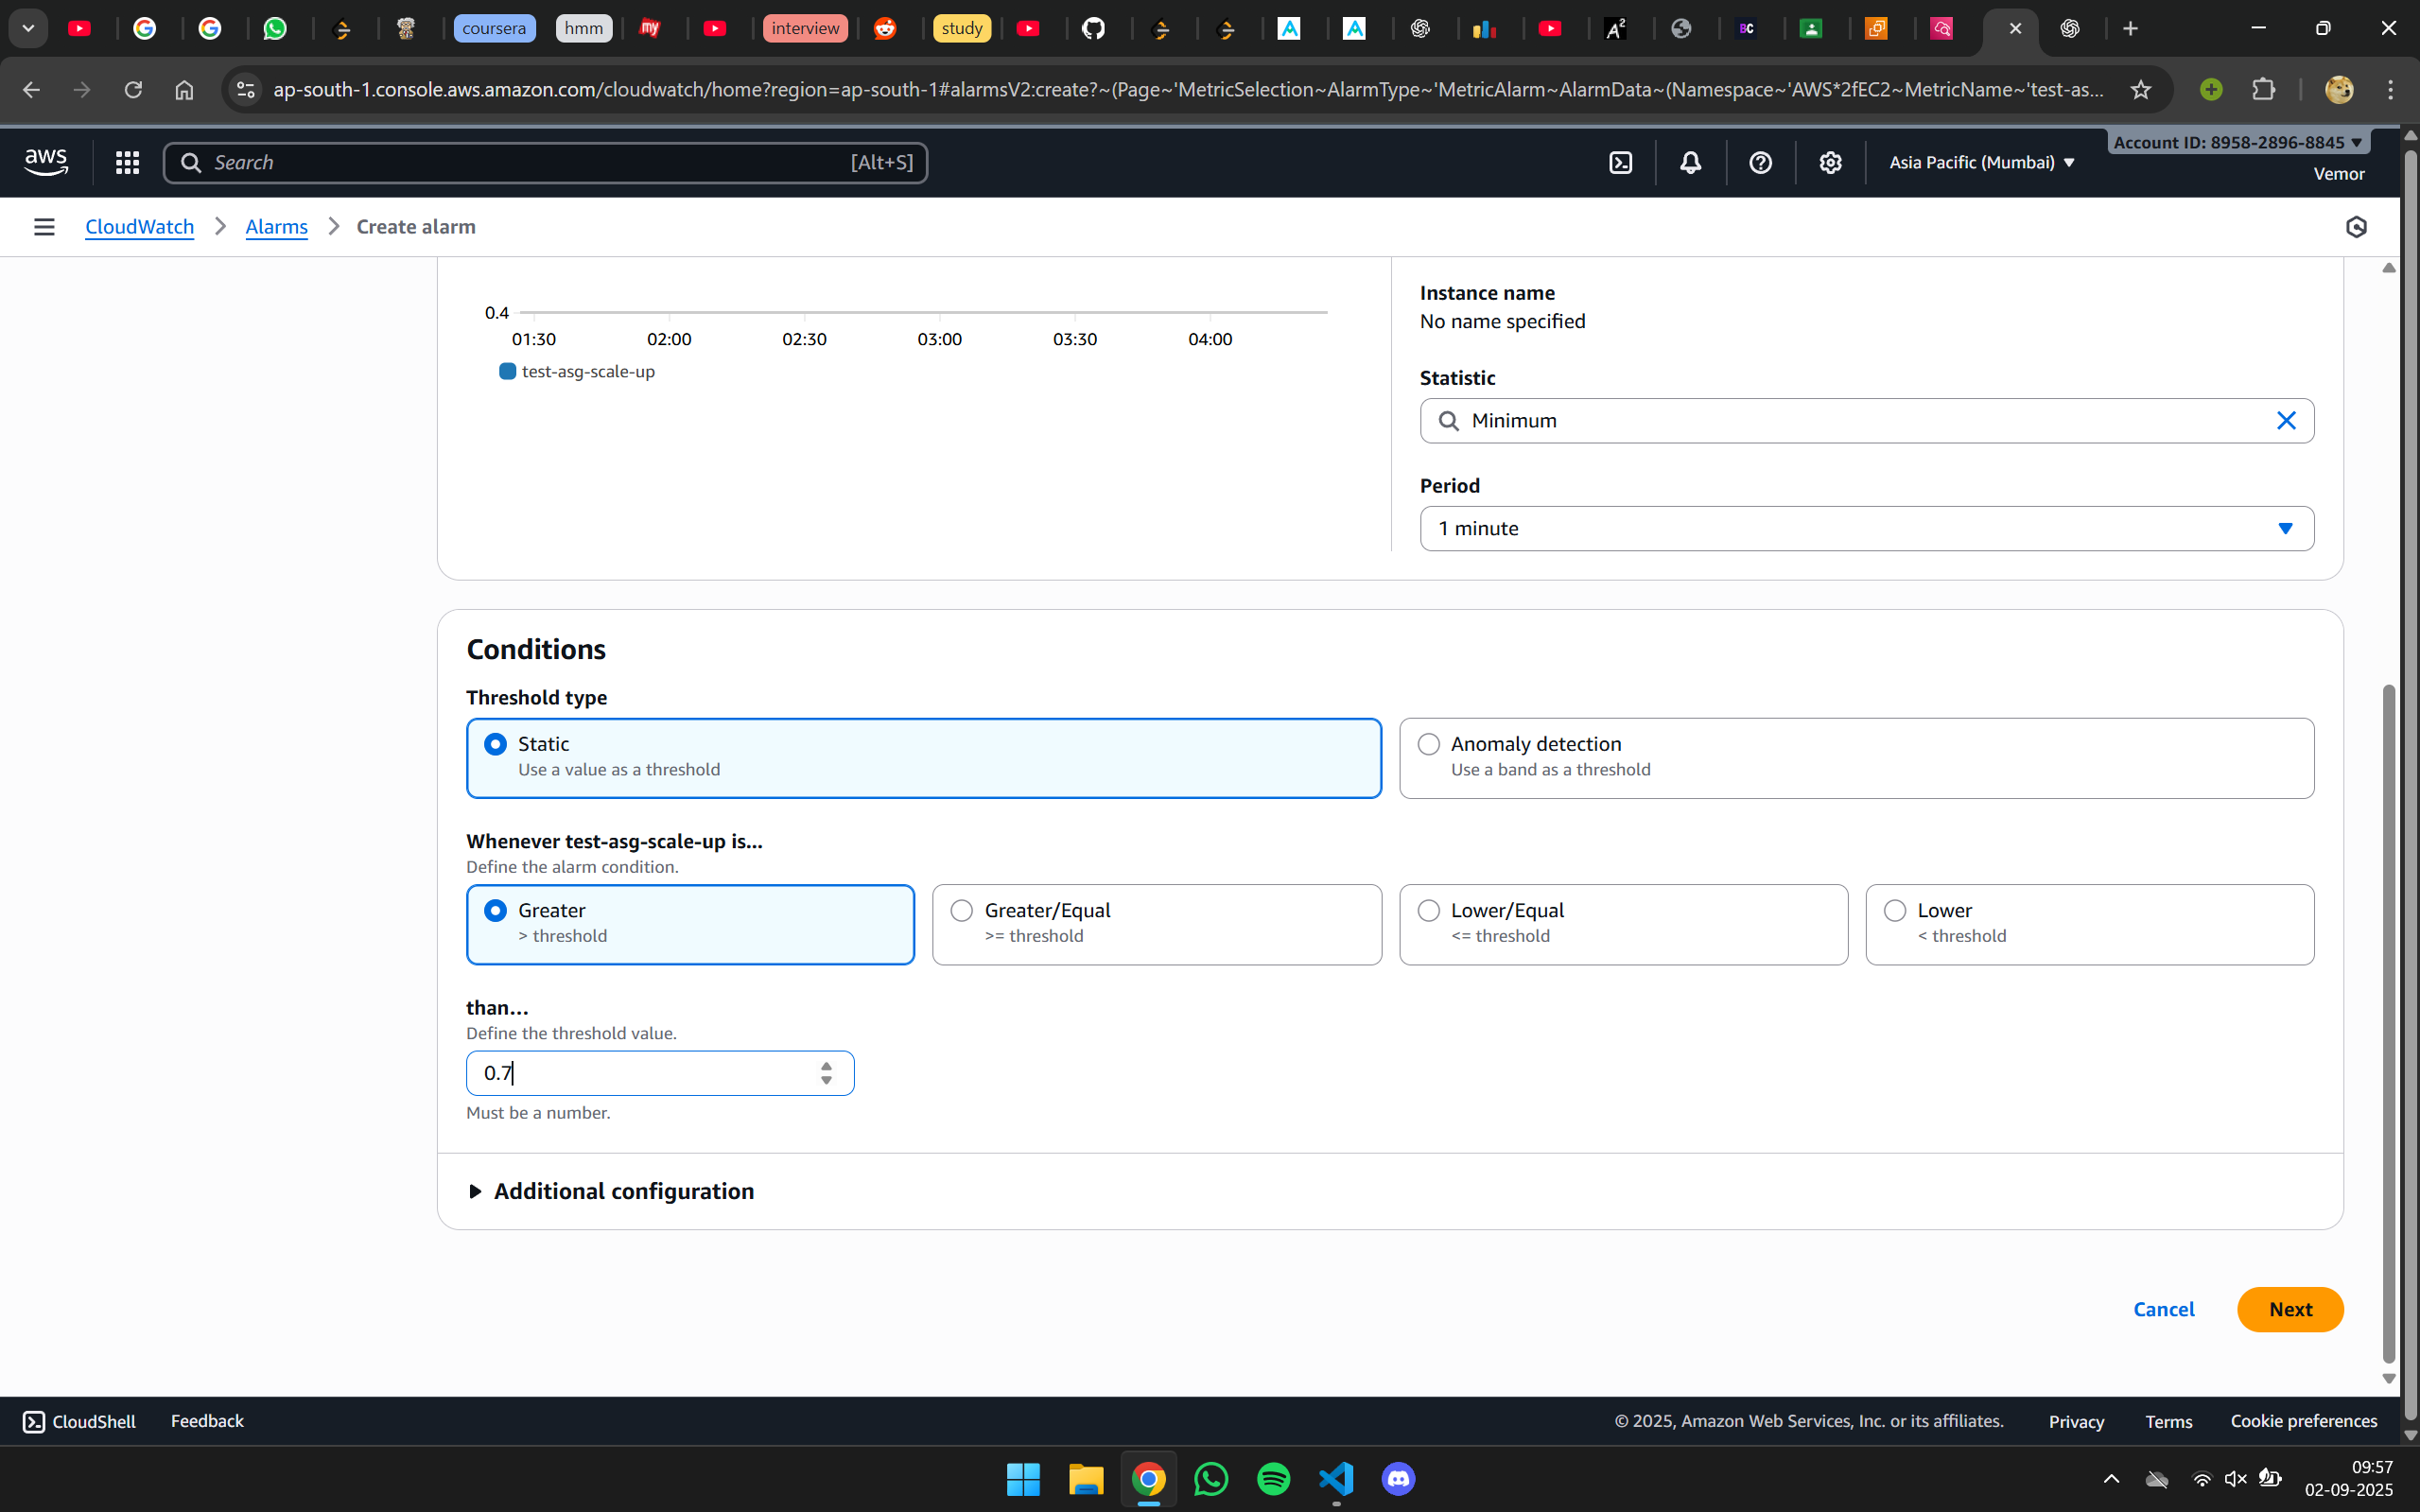 coursera
hmm
my
interview
study
A²
BC
ap-south-1.console.aws.amazon.com/cloudwatch/home?region=ap-south-1#alarmsV2:create?~(Page~'MetricSelection~AlarmType~'MetricAlarm~AlarmData~(Namespace~'AWS*2fEC2~MetricName~'test-as...
aws
Search
[Alt+S]
Asia Pacific (Mumbai)
Account ID: 8958-2896-8845
Vemor
CloudWatch
Alarms
Create alarm
0.4
01:30
02:00
02:30
03:00
03:30
04:00
test-asg-scale-up
Instance name
No name specified
Statistic
Minimum
Period
1 minute
Conditions
Threshold type
Static
Use a value as a threshold
Anomaly detection
Use a band as a threshold
Whenever test-asg-scale-up is...
Define the alarm condition.
Greater
> threshold
Greater/Equal
>= threshold
Lower/Equal
<= threshold
Lower
< threshold
than...
Define the threshold value.
0.7
Must be a number.
Additional configuration
Cancel
Next
CloudShell
Feedback
© 2025, Amazon Web Services, Inc. or its affiliates.
Privacy
Terms
Cookie preferences
09:57
02-09-2025